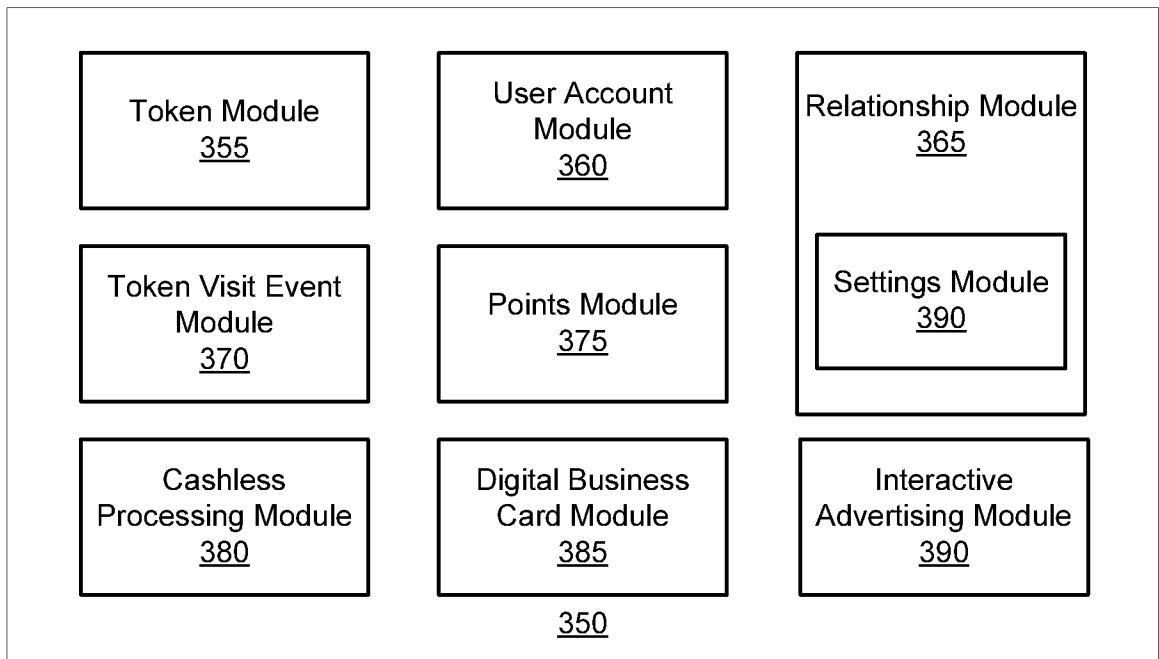 Token Module
355
User Account
Module
360
Relationship Module
365
Settings Module
390
Token Visit Event
Module
370
Points Module
375
Cashless
Processing Module
380
Digital Business
Card Module
385
Interactive
Advertising Module
390
350